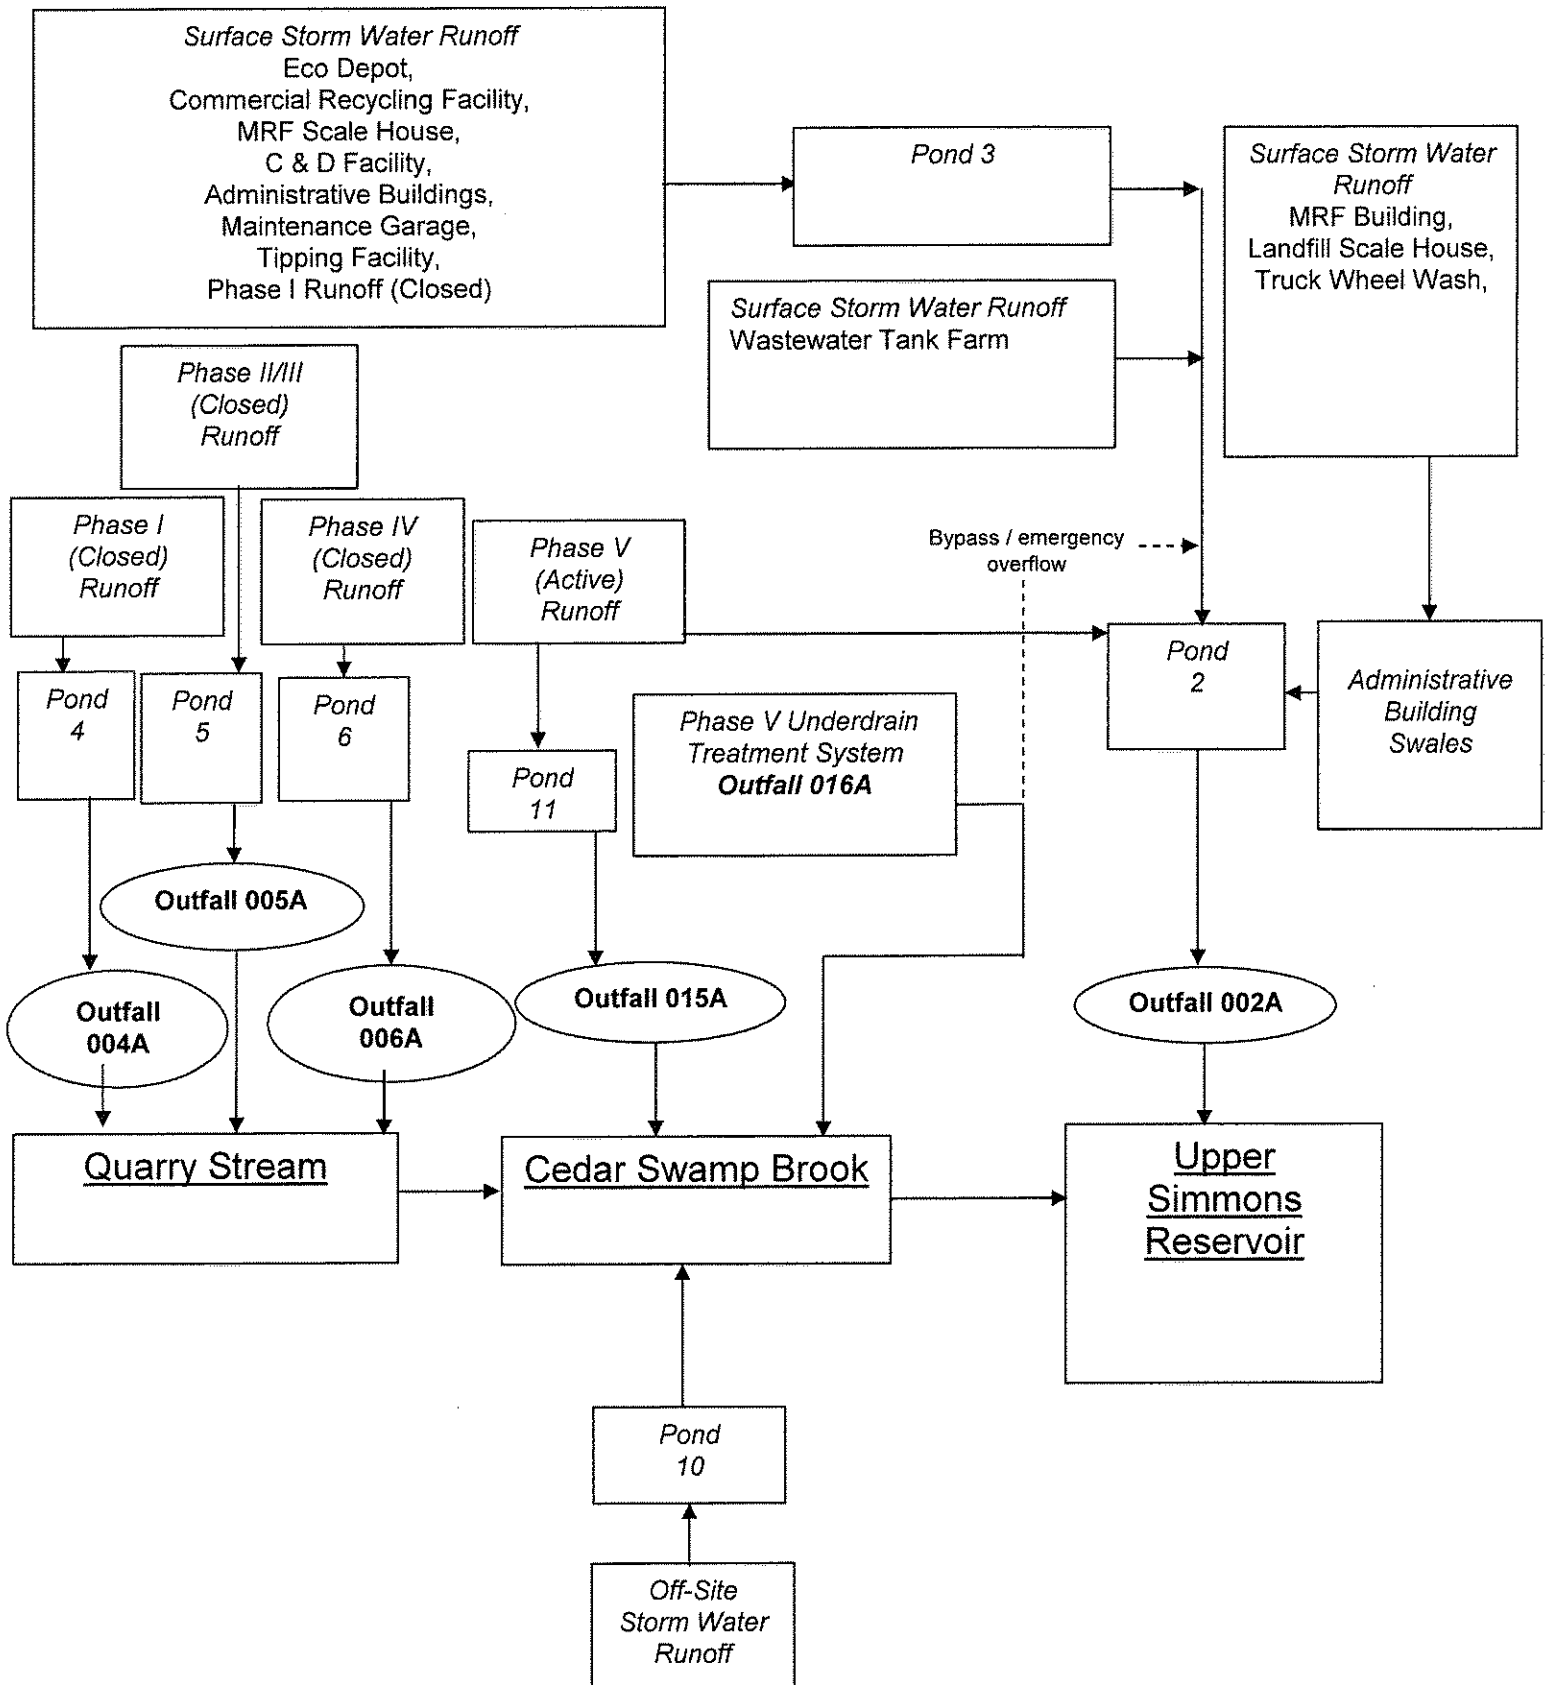 Surface Storm Water Runoff
Eco Depot,
Commercial Recycling Facility,
MRF Scale House,
C & D Facility,
Administrative Buildings,
Maintenance Garage,
Tipping Facility,
Phase I Runoff (Closed)
Pond 3
Surface Storm Water
Runoff
MRF Building,
Landfill Scale House,
Truck Wheel Wash,
Surface Storm Water Runoff
Wastewater Tank Farm
Phase II/III
(Closed)
Runoff
Phase I
(Closed)
Runoff
Phase IV
(Closed)
Runoff
Phase V
(Active)
Runoff
Bypass / emergency
overflow
Pond
4
Pond
5
Pond
6
Pond
11
Phase V Underdrain
Treatment System
Outfall 016A
Pond
2
Administrative
Building
Swales
Outfall 005A
Outfall
004A
Outfall
006A
Outfall 015A
Outfall 002A
Quarry Stream
Cedar Swamp Brook
Upper
Simmons
Reservoir
Pond
10
Off-Site
Storm Water
Runoff